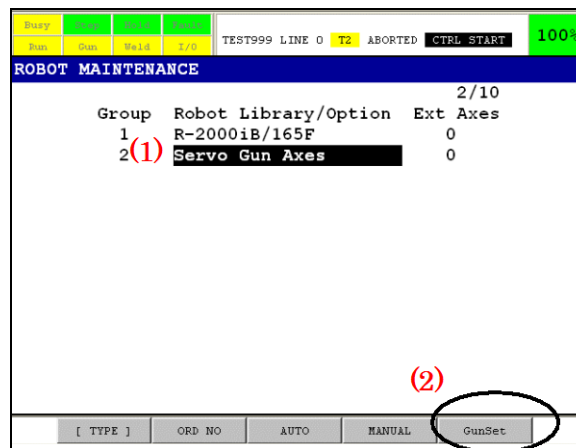 Busy Step Hold Fault
Run Gun Weld I/O
TEST999 LINE 0 T2 ABORTED CTRL START 100%
ROBOT MAINTENANCE
2/10
Group Robot Library/Option Ext Axes
1 R-2000iB/165F 0
2 (1) Servo Gun Axes 0
(2)
[ TYPE ] ORD NO AUTO MANUAL GunSet